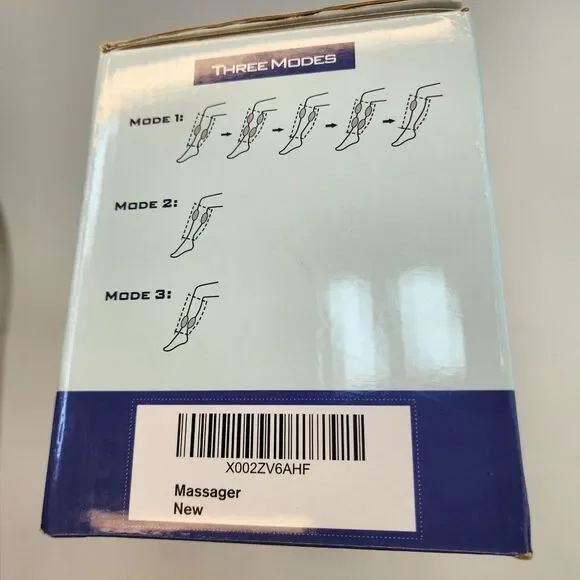 THREE MODES
MODE 1:
MODE 2:
MODE 3:
X002ZV6AHF
Massager
New